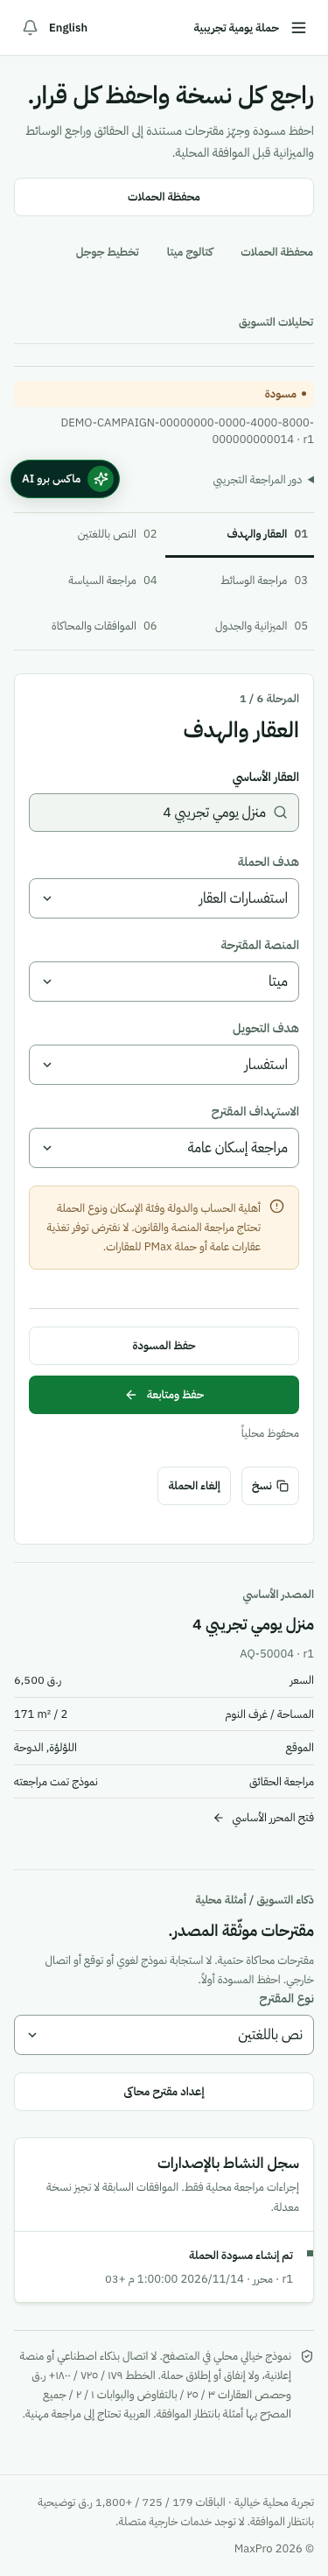 حملة يومية تجريبية
English
راجع كل نسخة واحفظ كل قرار.
احفظ مسودة وجهّز مقترحات مستندة إلى الحقائق وراجع الوسائط
والميزانية قبل الموافقة المحلية.
محفظة الحملات
محفظة الحملات
كتالوج ميتا
تخطيط جوجل
تحليلات التسويق
• مسودة
DEMO-CAMPAIGN-00000000-0000-4000-8000-
000000000014 · r1
دور المراجعة التجريبي
ماكس برو AI
01 العقار والهدف
02 النص باللغتين
03 مراجعة الوسائط
04 مراجعة السياسة
05 الميزانية والجدول
06 الموافقات والمحاكاة
المرحلة 6 / 1
العقار والهدف
العقار الأساسي
منزل يومي تجريبي 4
هدف الحملة
استفسارات العقار
المنصة المقترحة
ميتا
هدف التحويل
استفسار
الاستهداف المقترح
مراجعة إسكان عامة
أهلية الحساب والدولة وفئة الإسكان ونوع الحملة
تحتاج مراجعة المنصة والقانون. لا نفترض توفر تغذية
عقارات عامة أو حملة PMax للعقارات.
حفظ المسودة
حفظ ومتابعة
محفوظ محلياً
نسخ
إلغاء الحملة
المصدر الأساسي
منزل يومي تجريبي 4
AQ-50004 · r1
السعر
ر.ق 6,500
المساحة / غرف النوم
171 m² / 2
الموقع
اللؤلؤة, الدوحة
مراجعة الحقائق
نموذج تمت مراجعته
فتح المحرر الأساسي
ذكاء التسويق / أمثلة محلية
مقترحات موثّقة المصدر.
مقترحات محاكاة حتمية. لا استجابة نموذج لغوي أو توقع أو اتصال
خارجي. احفظ المسودة أولاً.
نوع المقترح
نص باللغتين
إعداد مقترح محاكى
سجل النشاط بالإصدارات
إجراءات مراجعة محلية فقط. الموافقات السابقة لا تجيز نسخة
معدلة.
تم إنشاء مسودة الحملة
r1 · محرر · 2026/11/14 1:00:00 م +03
نموذج خيالي محلي في المتصفح. لا اتصال بذكاء اصطناعي أو منصة
إعلانية، ولا إنفاق أو إطلاق حملة. الخطط ١٧٩ / ٧٢٥ / ١٨٠٠+ ر.ق
وحصص العقارات ٣ / ٢٥ / بالتفاوض والبوابات ١ / ٢ / جميع
المصرّح بها أمثلة بانتظار الموافقة. العربية تحتاج إلى مراجعة مهنية.
تجربة محلية خيالية · الباقات 179 / 725 / +1,800 ر.ق توضيحية
بانتظار الموافقة. لا توجد خدمات خارجية متصلة.
© 2026 MaxPro